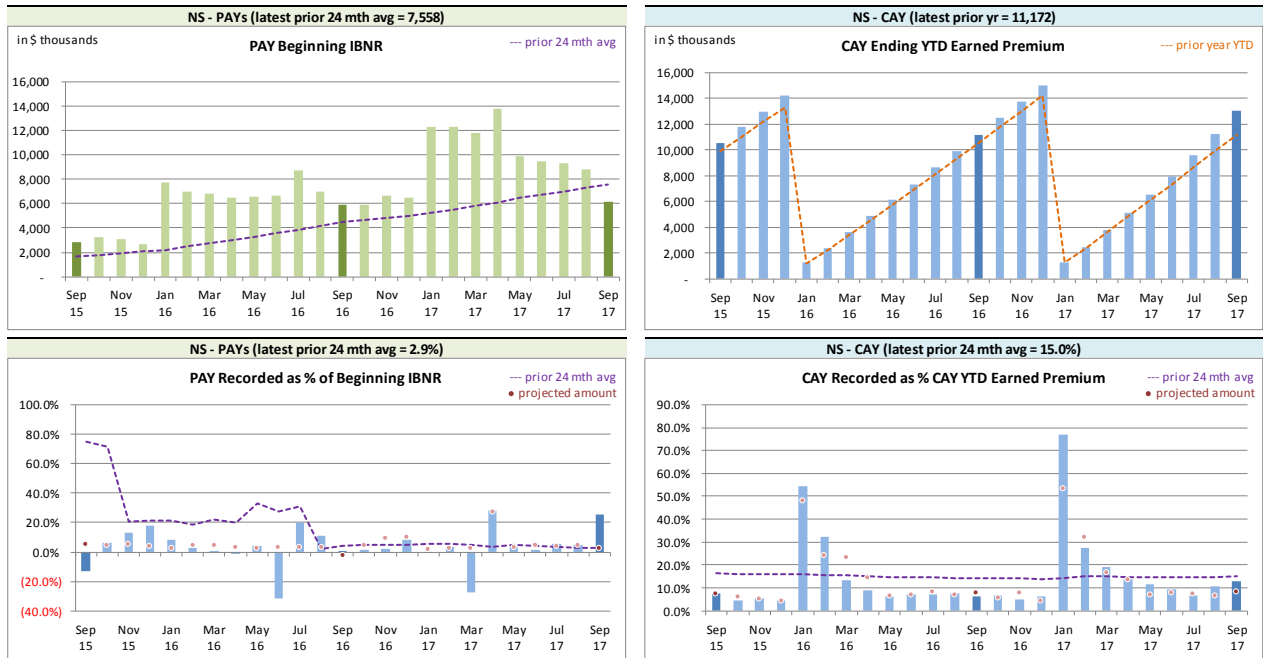 NS - PAYs (latest prior 24 mth avg = 7,558)
in $ thousands
PAY Beginning IBNR
--- prior 24 mth avg
16,000
14,000
12,000
10,000
8,000
6,000
4,000
2,000
-
Sep Nov Jan Mar May Jul Sep Nov Jan Mar May Jul Sep
15 15 16 16 16 16 16 16 17 17 17 17 17
NS - CAY (latest prior yr = 11,172)
in $ thousands
CAY Ending YTD Earned Premium
--- prior year YTD
16,000
14,000
12,000
10,000
8,000
6,000
4,000
2,000
-
Sep Nov Jan Mar May Jul Sep Nov Jan Mar May Jul Sep
15 15 16 16 16 16 16 16 17 17 17 17 17
NS - PAYs (latest prior 24 mth avg = 2.9%)
PAY Recorded as % of Beginning IBNR
--- prior 24 mth avg
• projected amount
100.0%
80.0%
60.0%
40.0%
20.0%
0.0%
(20.0%)
(40.0%)
Sep Nov Jan Mar May Jul Sep Nov Jan Mar May Jul Sep
15 15 16 16 16 16 16 16 17 17 17 17 17
NS - CAY (latest prior 24 mth avg = 15.0%)
CAY Recorded as % CAY YTD Earned Premium
--- prior 24 mth avg
• projected amount
90.0%
80.0%
70.0%
60.0%
50.0%
40.0%
30.0%
20.0%
10.0%
0.0%
Sep Nov Jan Mar May Jul Sep Nov Jan Mar May Jul Sep
15 15 16 16 16 16 16 16 17 17 17 17 17